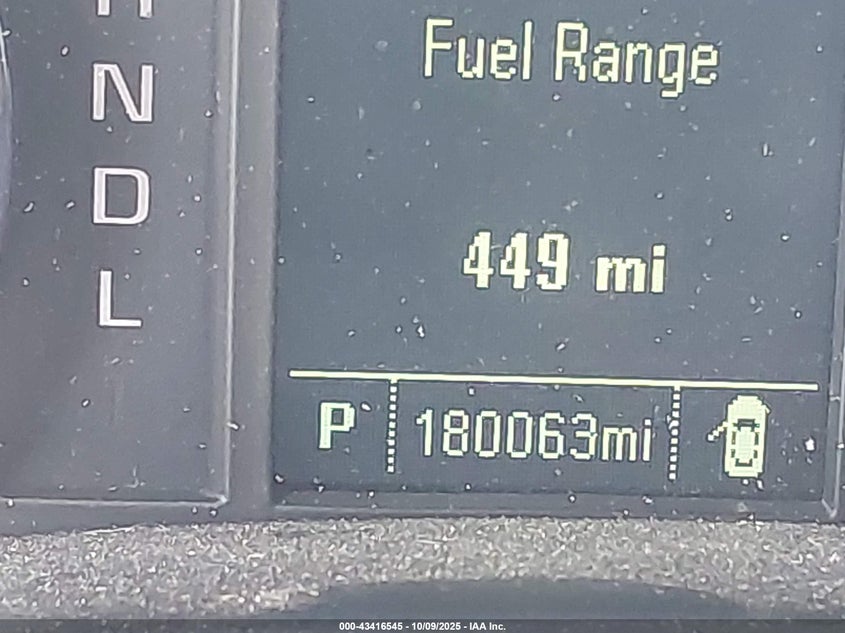 N
D
L
Fuel Range
449 mi
P 180063mi
000-43416545 - 10/09/2025 - IAA Inc.